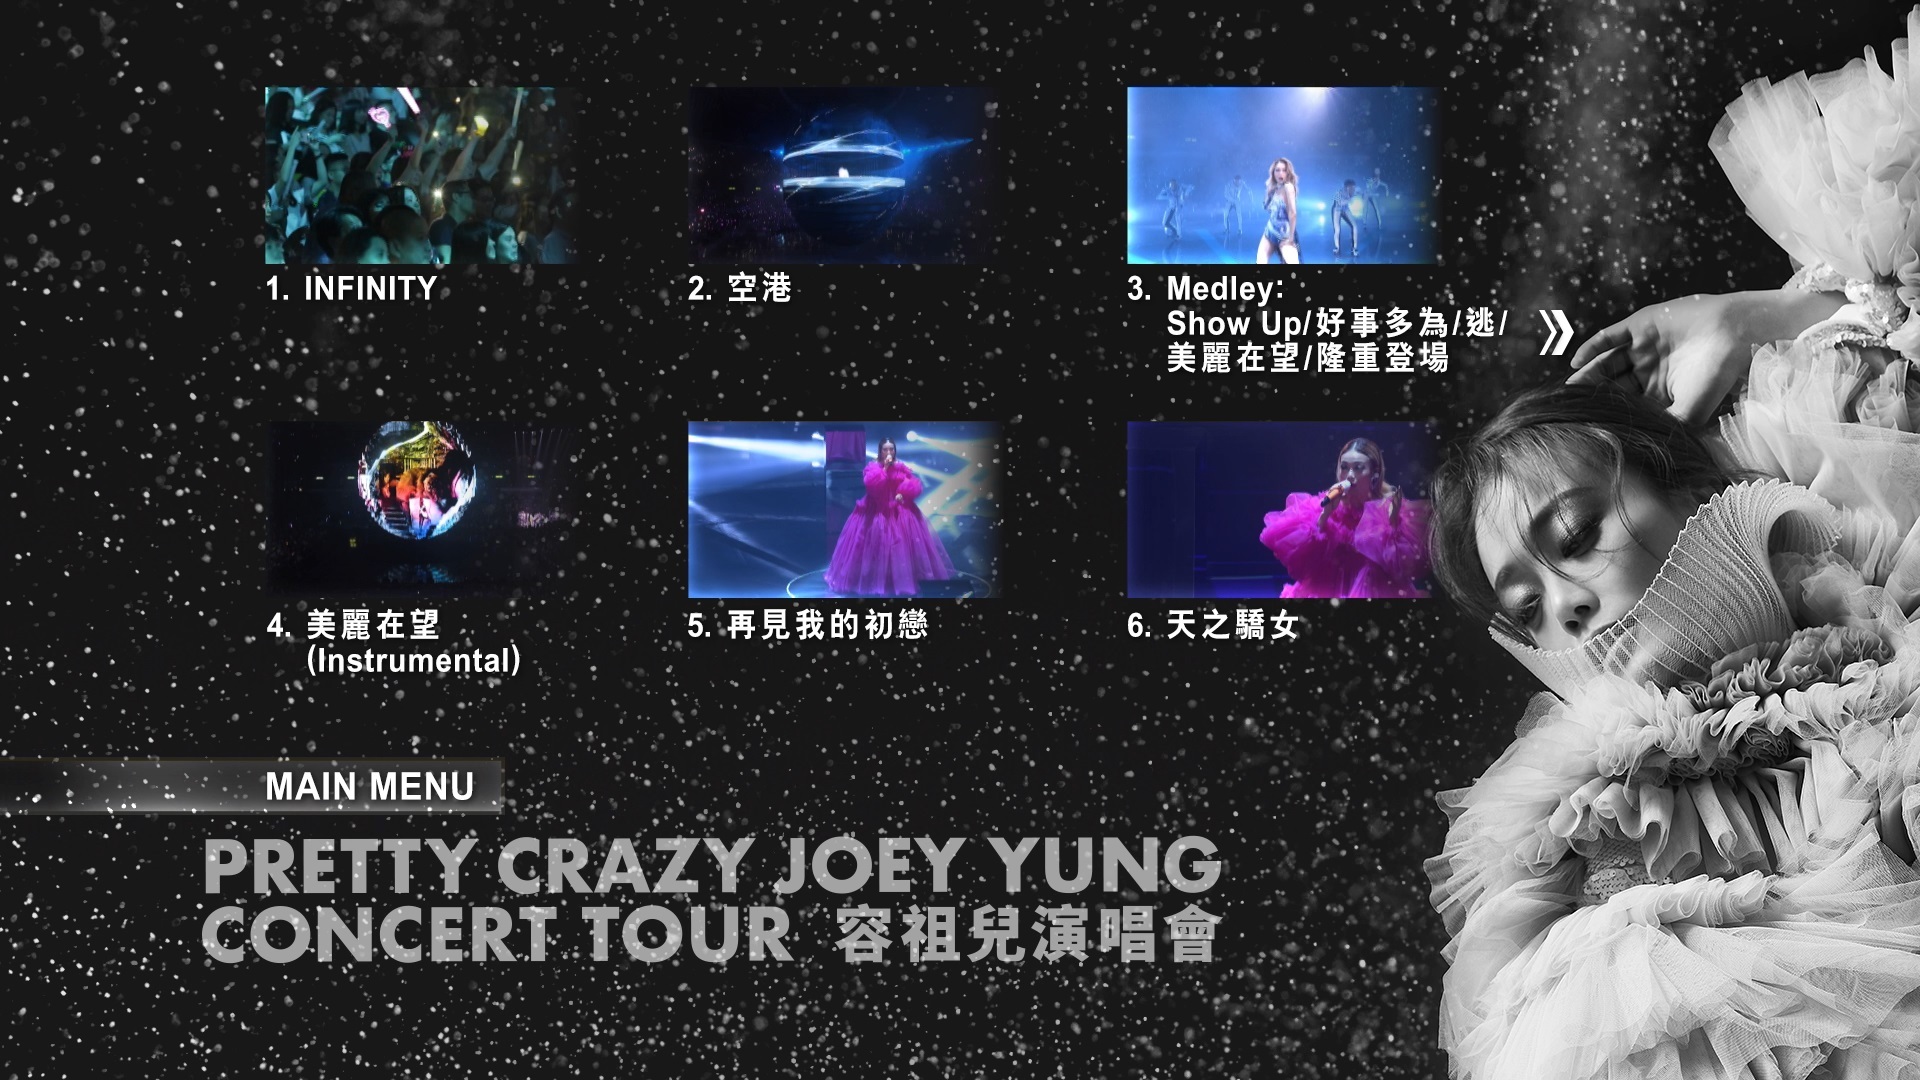 1. INFINITY
2. 空港
3. Medley:
Show Up/好事多為/逃/
美麗在望/隆重登場
4. 美麗在望
(Instrumental)
5. 再見我的初戀
6. 天之驕女
MAIN MENU
PRETTY CRAZY JOEY YUNG
CONCERT TOUR 容祖兒演唱會